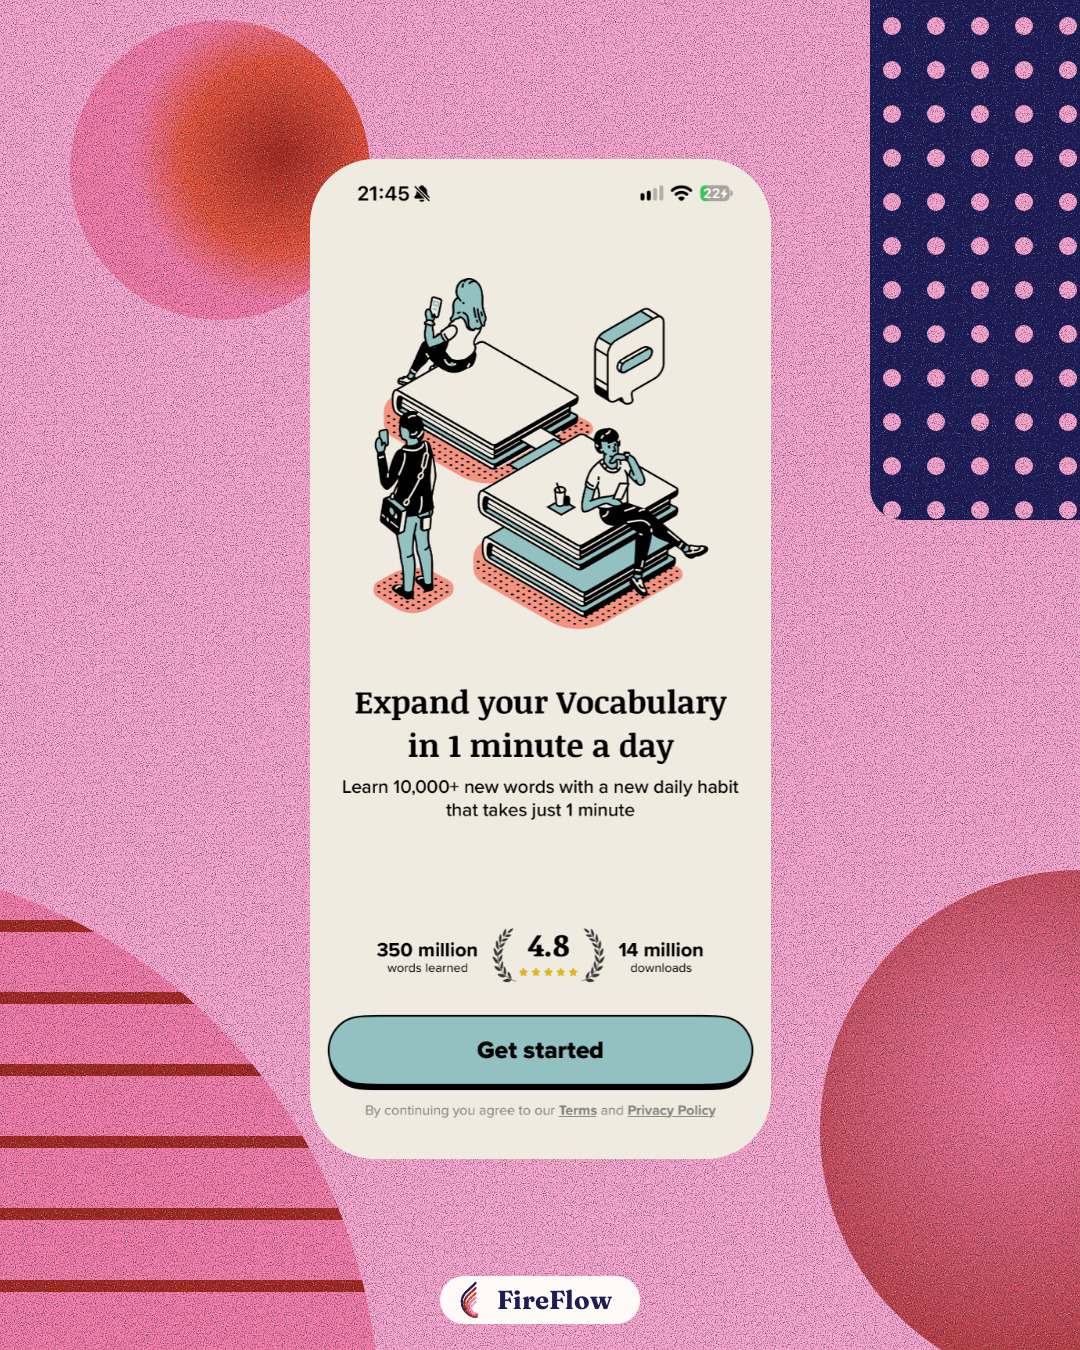 21:45
22
Expand your Vocabulary
in 1 minute a day
Learn 10,000+ new words with a new daily habit
that takes just 1 minute
350 million
words learned
4.8
14 million
downloads
Get started
By continuing you agree to our Terms and Privacy Policy
FireFlow